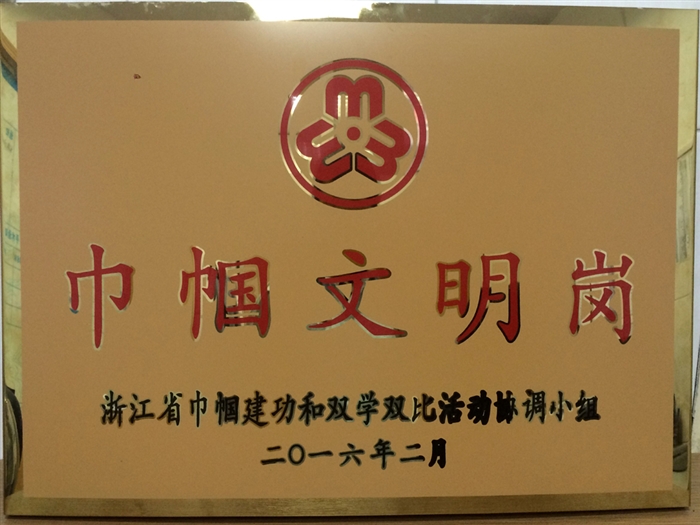 巾帼文明岗
浙江省巾帼建功和双学双比活动协调小组
二〇一六年二月